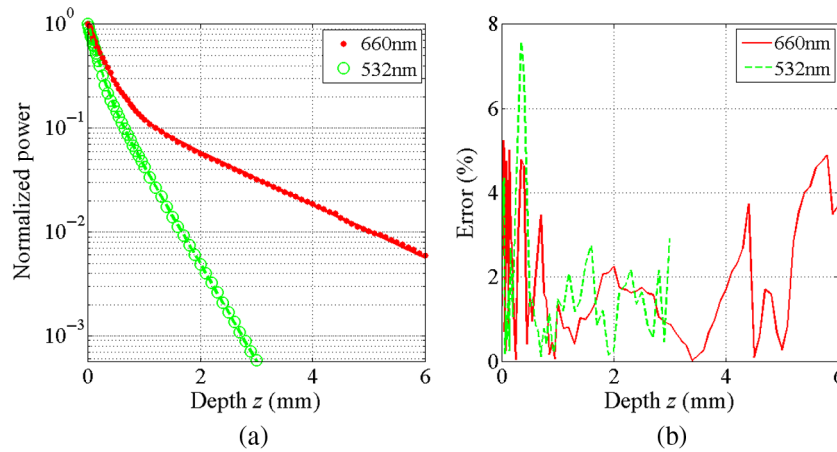 10^0
10^-1
10^-2
10^-3
Normalized power
660nm
532nm
0 2 4 6
Depth z (mm)
(a)
8
6
4
2
0
Error (%)
660nm
532nm
0 2 4 6
Depth z (mm)
(b)